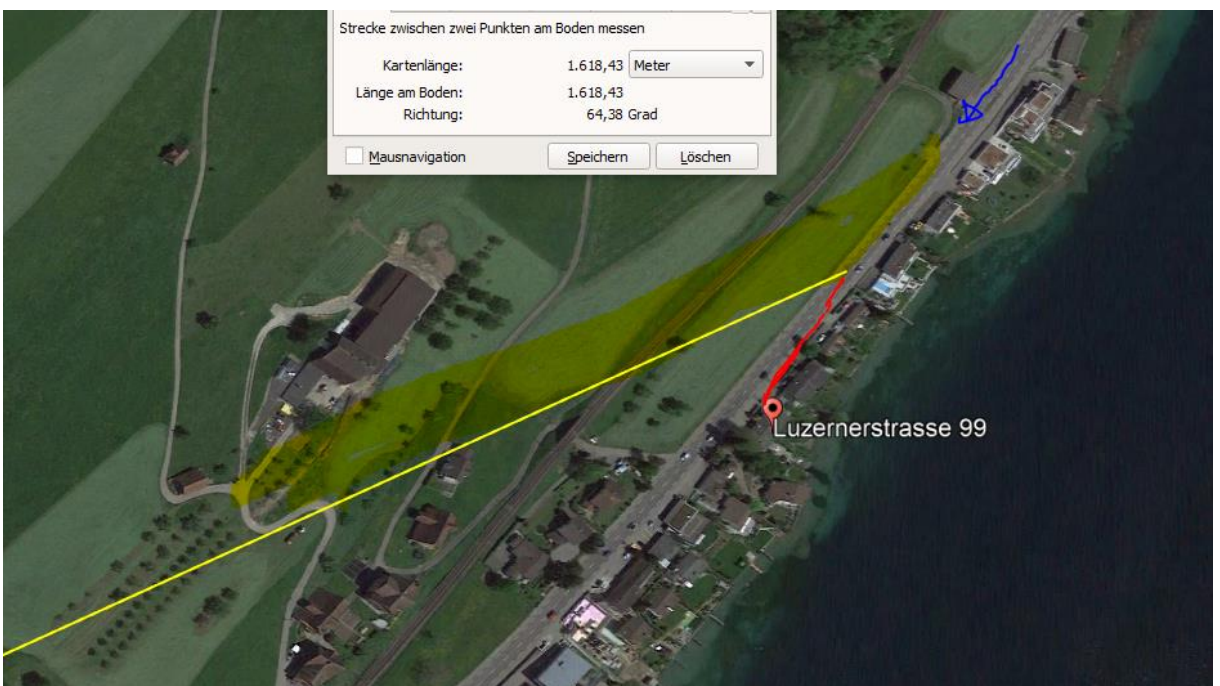 Strecke zwischen zwei Punkten am Boden messen
Kartenlänge: 1.618,43 Meter
Länge am Boden: 1.618,43
Richtung: 64,38 Grad
Mausnavigation Speichern Löschen
Luzernerstrasse 99